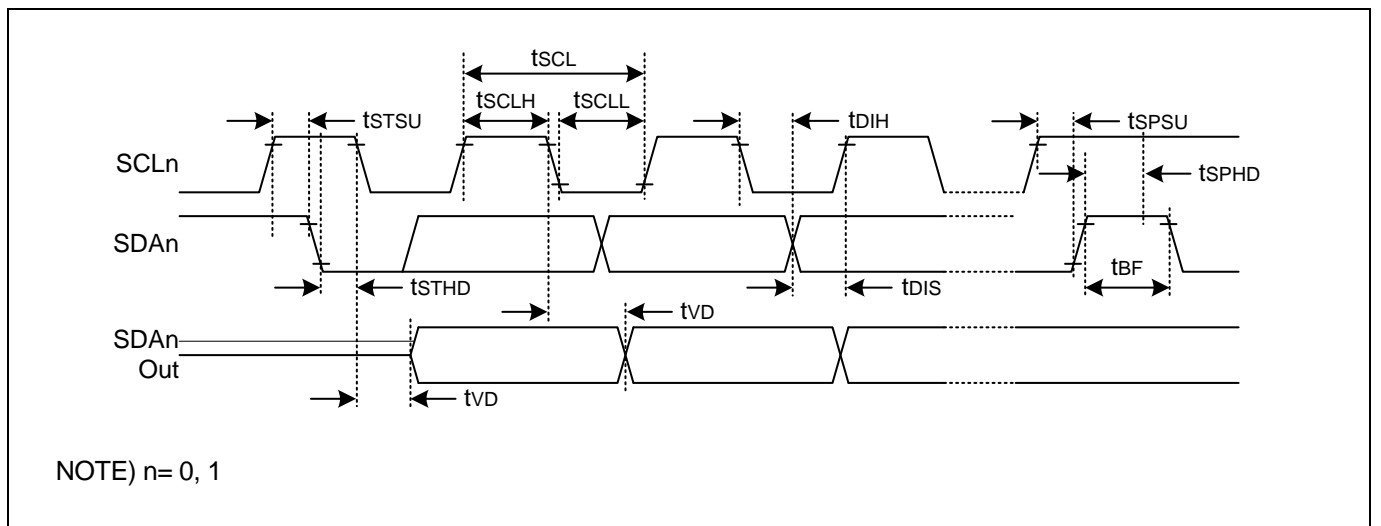 tSCL
tSCLH
tSCLL
tSTSU
tDIH
tSPSU
SCLn
tSPHD
SDAn
tBF
tSTHD
tDIS
tVD
SDAn
Out
tVD
NOTE) n= 0, 1